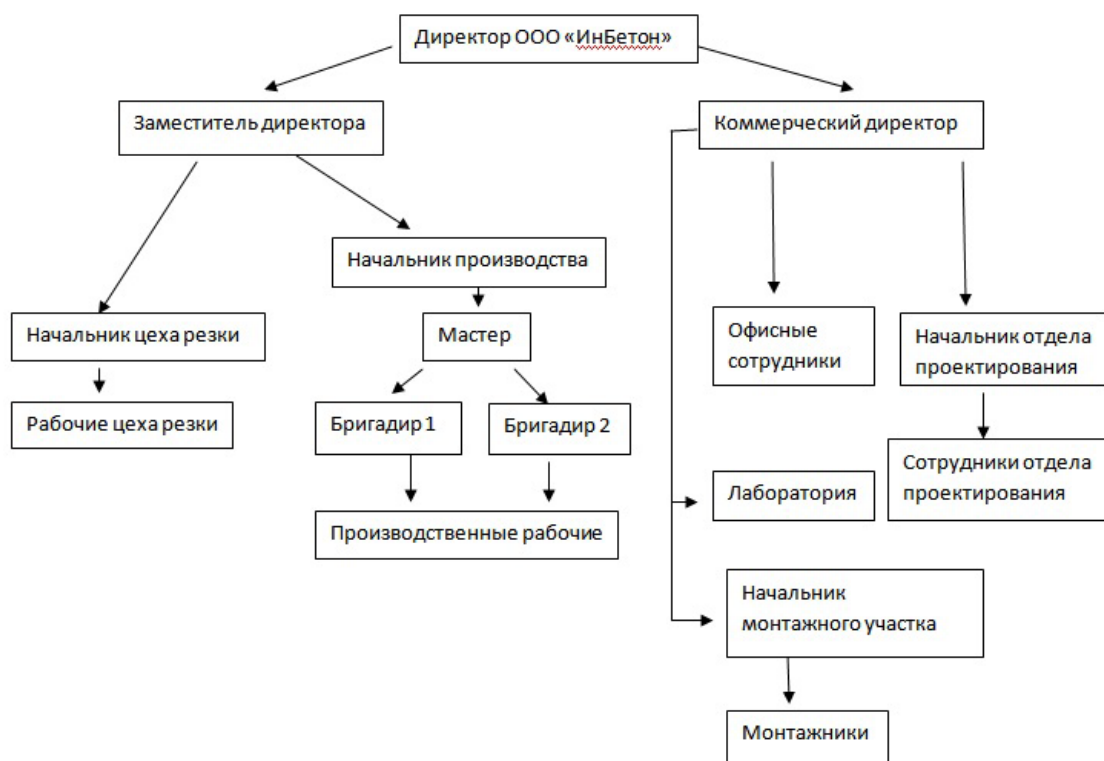 Директор ООО «ИнБетон»
Заместитель директора
Коммерческий директор
Начальник производства
Начальник цеха резки
Мастер
Офисные
сотрудники
Начальник отдела
проектирования
Рабочие цеха резки
Бригадир 1
Бригадир 2
Сотрудники отдела
проектирования
Лаборатория
Производственные рабочие
Начальник
монтажного участка
Монтажники